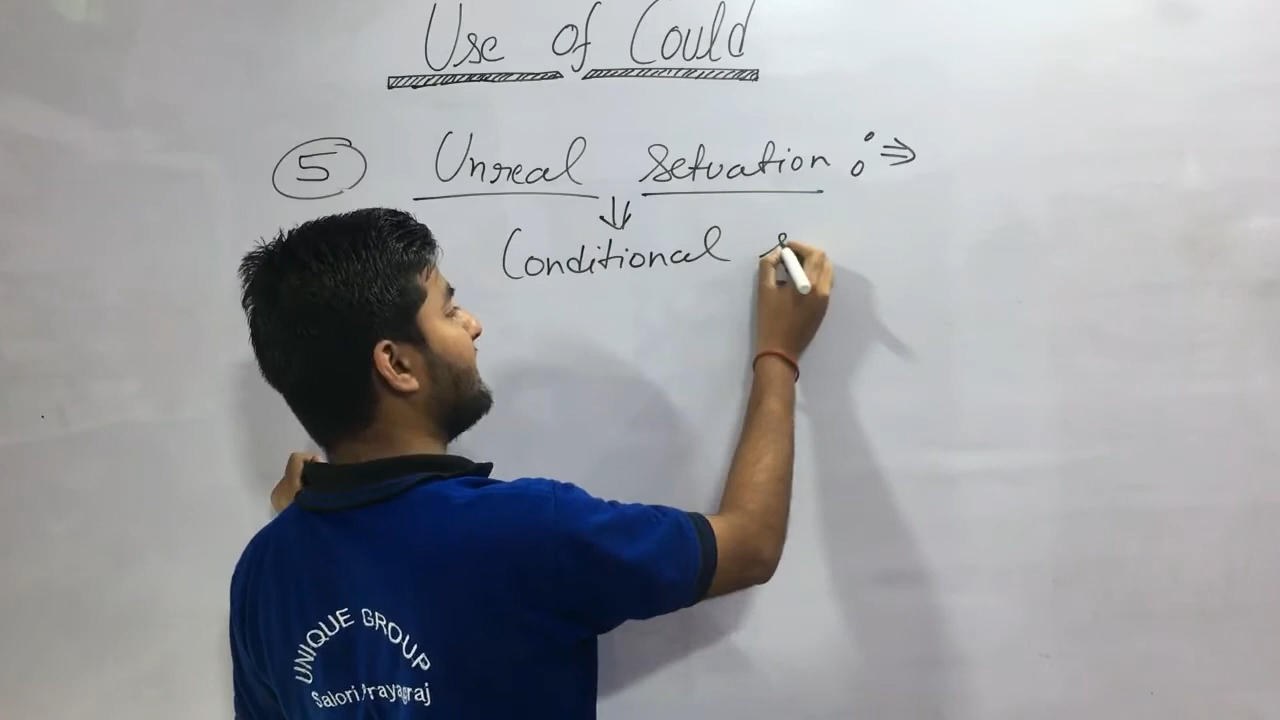 Use of Could
5 Unreal Setuation : ⇒
⇓
Conditional
UNIQUE GROUP
Salori Prayagraj